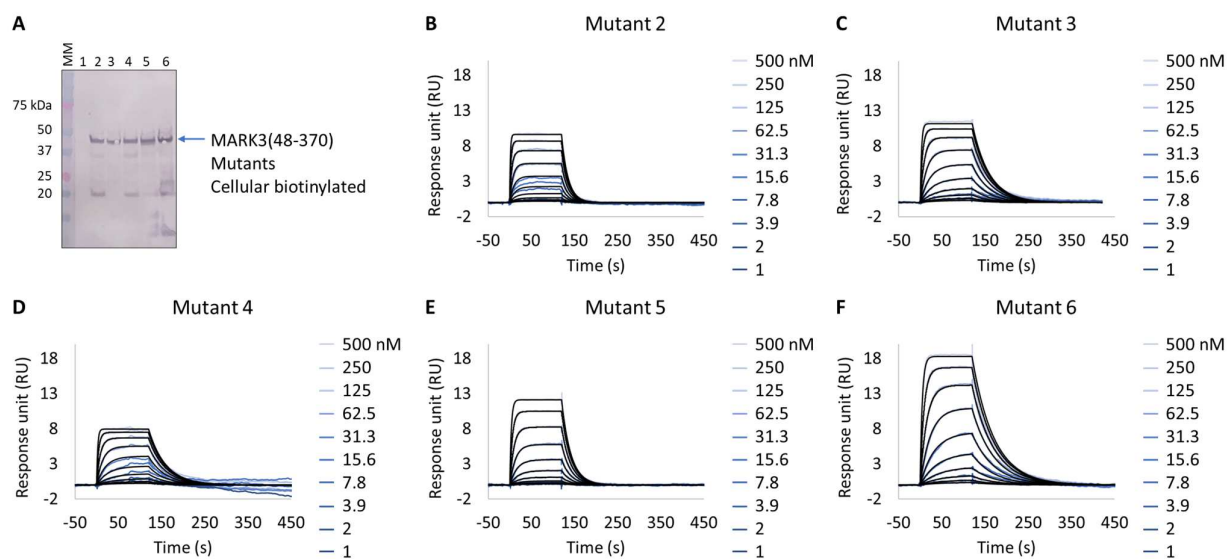 A
MM 1 2 3 4 5 6
75 kDa
50
37
25
20
MARK3(48-370)
Mutants
Cellular biotinylated
B
Mutant 2
Response unit (RU)
18
13
8
3
-2
-50 50 150 250 350 450
Time (s)
500 nM
250
125
62.5
31.3
15.6
7.8
3.9
2
1
C
Mutant 3
Response unit (RU)
18
13
8
3
-2
-50 50 150 250 350 450
Time (s)
500 nM
250
125
62.5
31.3
15.6
7.8
3.9
2
1
D
Mutant 4
Response unit (RU)
18
13
8
3
-2
-50 50 150 250 350 450
Time (s)
500 nM
250
125
62.5
31.3
15.6
7.8
3.9
2
1
E
Mutant 5
Response unit (RU)
18
13
8
3
-2
-50 50 150 250 350 450
Time (s)
500 nM
250
125
62.5
31.3
15.6
7.8
3.9
2
1
F
Mutant 6
Response unit (RU)
18
13
8
3
-2
-50 50 150 250 350 450
Time (s)
500 nM
250
125
62.5
31.3
15.6
7.8
3.9
2
1